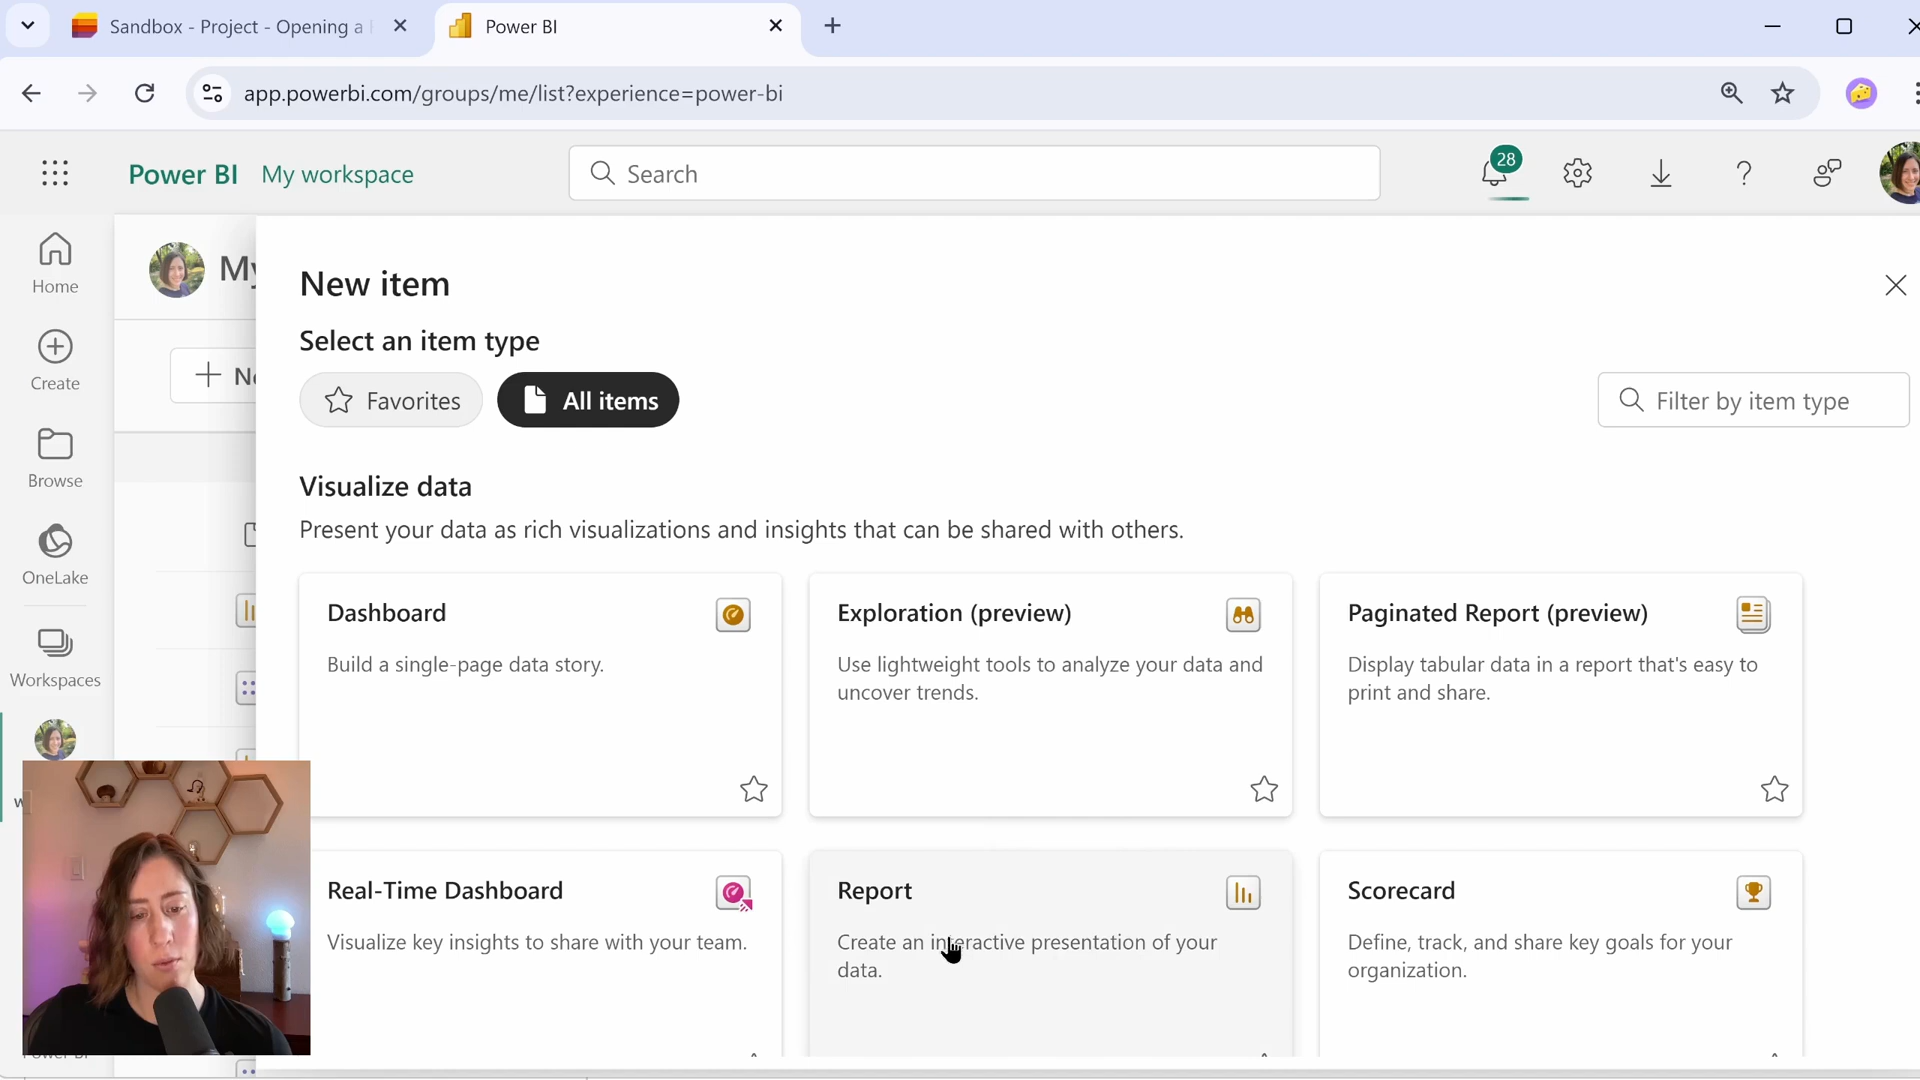 Sandbox - Project - Opening a
Power BI
app.powerbi.com/groups/me/list?experience=power-bi
Power BI My workspace
Search
28
Home
Create
Browse
OneLake
Workspaces
My
New item
Select an item type
Favorites
All items
Filter by item type
Visualize data
Present your data as rich visualizations and insights that can be shared with others.
Dashboard
Build a single-page data story.
Exploration (preview)
Use lightweight tools to analyze your data and
uncover trends.
Paginated Report (preview)
Display tabular data in a report that's easy to
print and share.
Real-Time Dashboard
Visualize key insights to share with your team.
Report
Create an interactive presentation of your
data.
Scorecard
Define, track, and share key goals for your
organization.